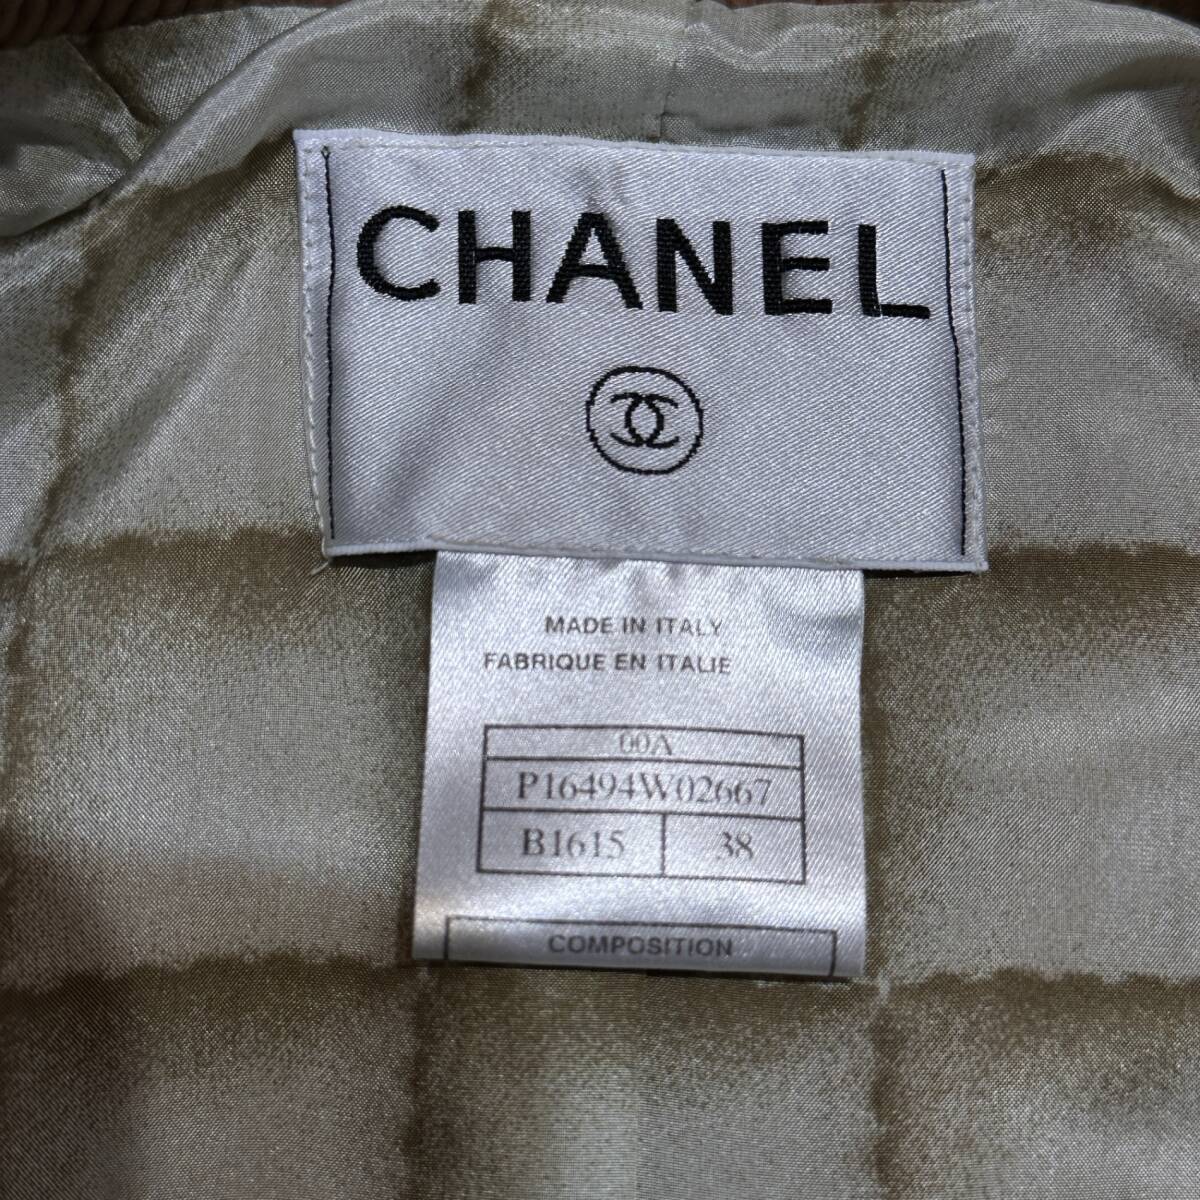 CHANEL
MADE IN ITALY
FABRIQUE EN ITALIE
00A
P16494W02667
B1615 38
COMPOSITION